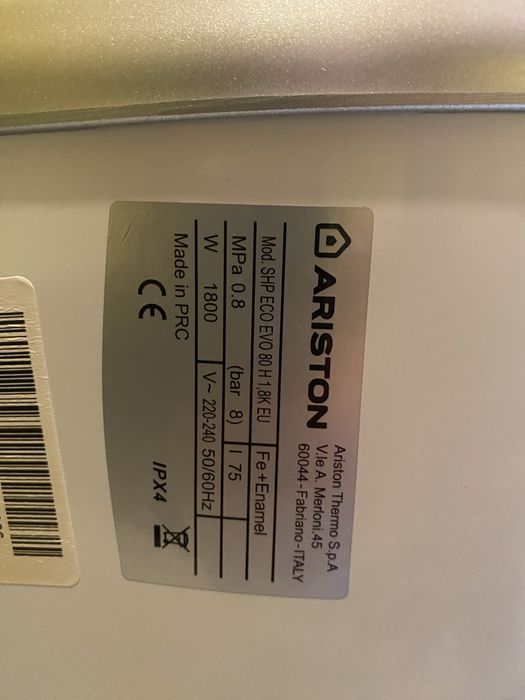 ARISTON
Ariston Thermo S.p.A
V.le A. Merloni.45
60044 - Fabriano - ITALY
Mod. SHP ECO EVO 80 H 1,8K EU Fe+Enamel
MPa 0.8 (bar 8) l 75
W 1800 V~ 220-240 50/60Hz
Made in PRC
CE IPX4